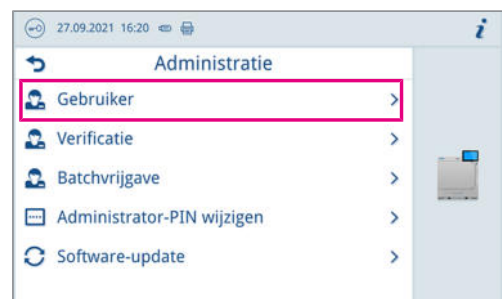 27.09.2021 16:20
i
Administratie
Gebruiker
Verificatie
Batchvrijgave
Administrator-PIN wijzigen
Software-update